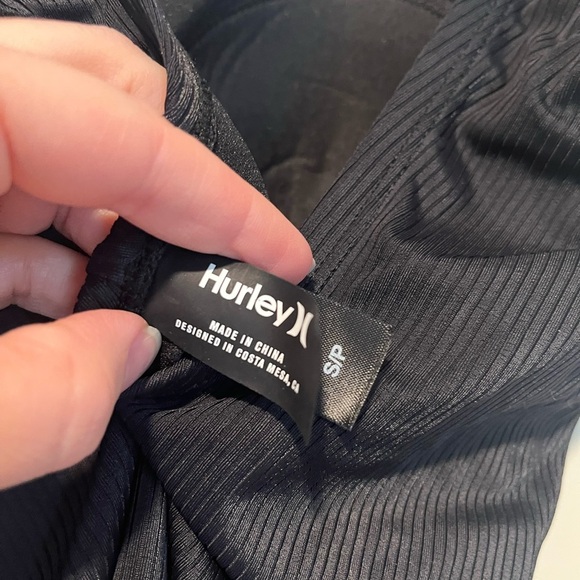 Hurley
MADE IN CHINA
DESIGNED IN COSTA MESA, CA
S/P